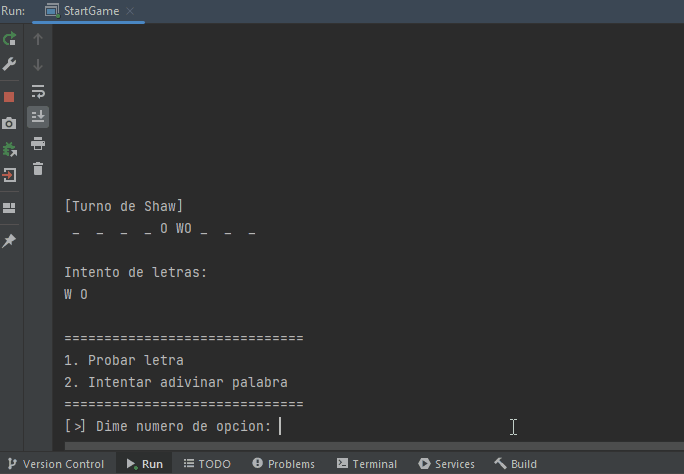 Run: StartGame
[Turno de Shaw]
_ _ _ _ O WO _ _ _
Intento de letras:
W O
==============================
1. Probar letra
2. Intentar adivinar palabra
==============================
[>] Dime numero de opcion:
Version Control Run TODO Problems Terminal Services Build